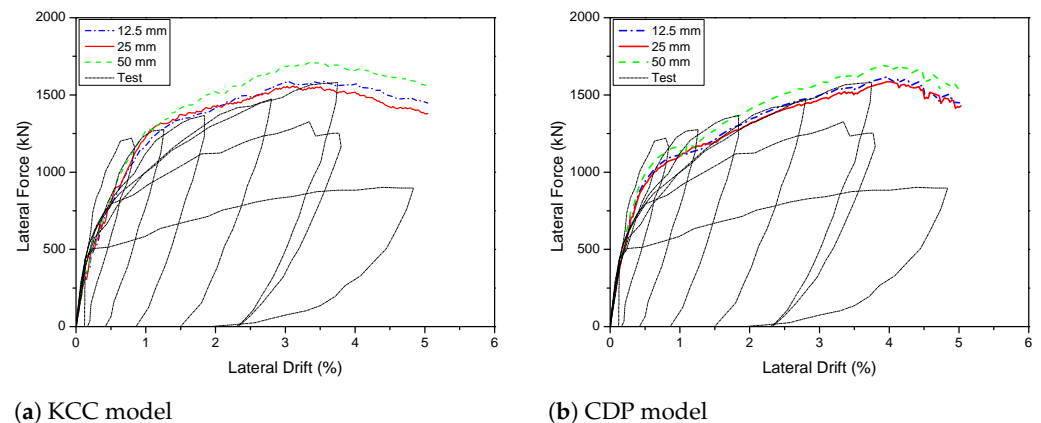 2000
1500
1000
500
0
Lateral Force (kN)
12.5 mm
25 mm
50 mm
Test
0 1 2 3 4 5 6
Lateral Drift (%)
(a) KCC model
2000
1500
1000
500
0
Lateral Force (kN)
12.5 mm
25 mm
50 mm
Test
0 1 2 3 4 5 6
Lateral Drift (%)
(b) CDP model